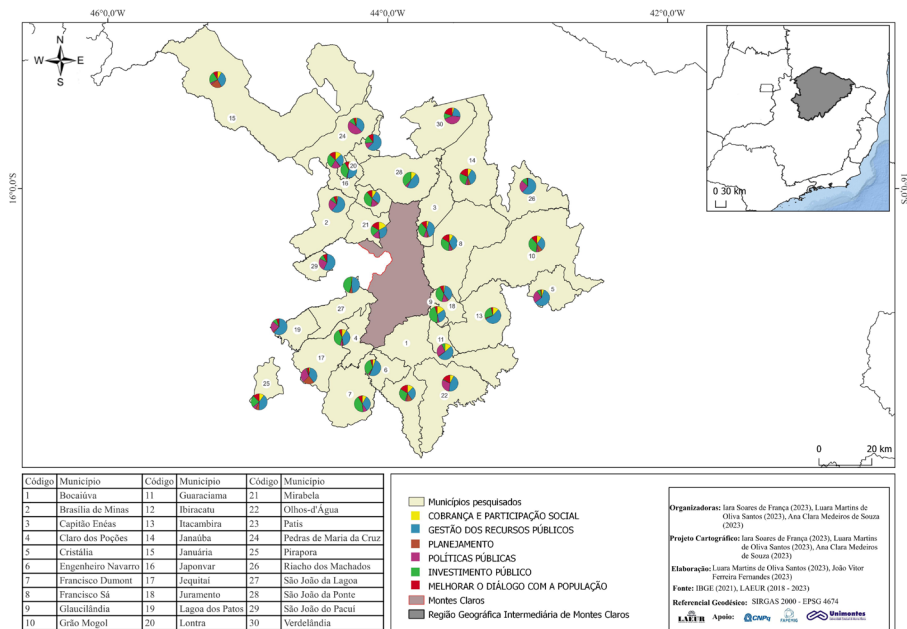 46°0,0'W 44°0,0'W 42°0,0'W
N
W E
S
16°0,0'S
16°0,0'S
0 30 km
15
24
30
20
16
14
28
26
2
21
3
8
10
29
5
9
18
27
13
19
4
1
11
17
6
25
7
22
0 20 km
Código Município Código Município Código Município
1 Bocaiúva 11 Guaraciama 21 Mirabela
2 Brasília de Minas 12 Ibiracatu 22 Olhos-d'Água
3 Capitão Enéas 13 Itacambira 23 Patis
4 Claro dos Poções 14 Janaúba 24 Pedras de Maria da Cruz
5 Cristália 15 Januária 25 Pirapora
6 Engenheiro Navarro 16 Japonvar 26 Riacho dos Machados
7 Francisco Dumont 17 Jequitaí 27 São João da Lagoa
8 Francisco Sá 18 Juramento 28 São João da Ponte
9 Glaucilândia 19 Lagoa dos Patos 29 São João do Pacuí
10 Grão Mogol 20 Lontra 30 Verdelândia
Municípios pesquisados
COBRANÇA E PARTICIPAÇÃO SOCIAL
GESTÃO DOS RECURSOS PÚBLICOS
PLANEJAMENTO
POLÍTICAS PÚBLICAS
INVESTIMENTO PÚBLICO
MELHORAR O DIÁLOGO COM A POPULAÇÃO
Montes Claros
Região Geográfica Intermediária de Montes Claros
Organizadoras: Iara Soares de França (2023), Luara Martins de
Oliva Santos (2023), Ana Clara Medeiros de Souza
(2023)
Projeto Cartográfico: Iara Soares de França (2023), Luara Martins
de Oliva Santos (2023), Ana Clara Medeiros
de Souza (2023)
Elaboração: Luara Martins de Oliva Santos (2023), João Vitor
Ferreira Fernandes (2023)
Fonte: IBGE (2021), LAEUR (2018 - 2023)
Referencial Geodésico: SIRGAS 2000 - EPSG 4674
LAEUR Apoio: CNPq FAPEMIG Unimontes